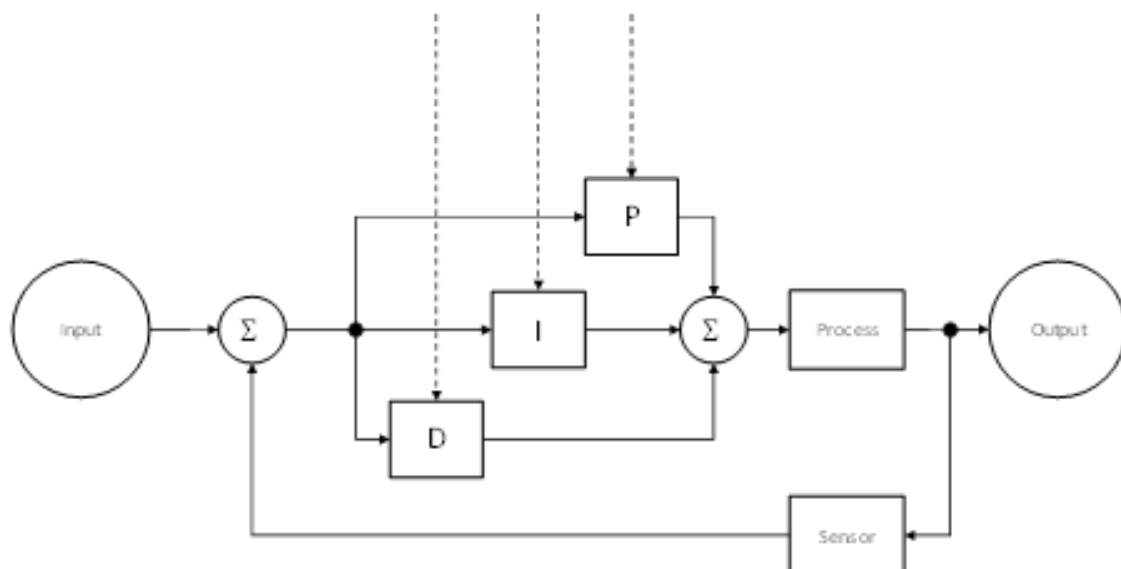 P
Input
Σ
I
Σ
Process
Output
D
Sensor